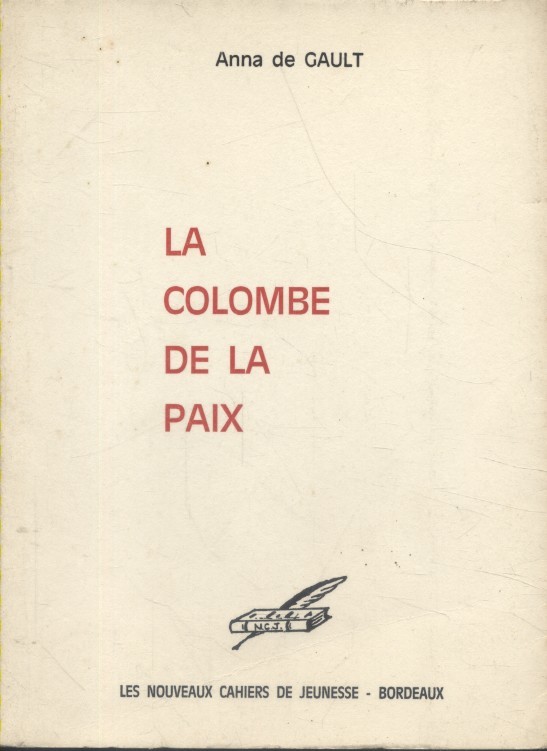 Anna de GAULT
LA
COLOMBE
DE LA
PAIX
N.C.J.
LES NOUVEAUX CAHIERS DE JEUNESSE - BORDEAUX